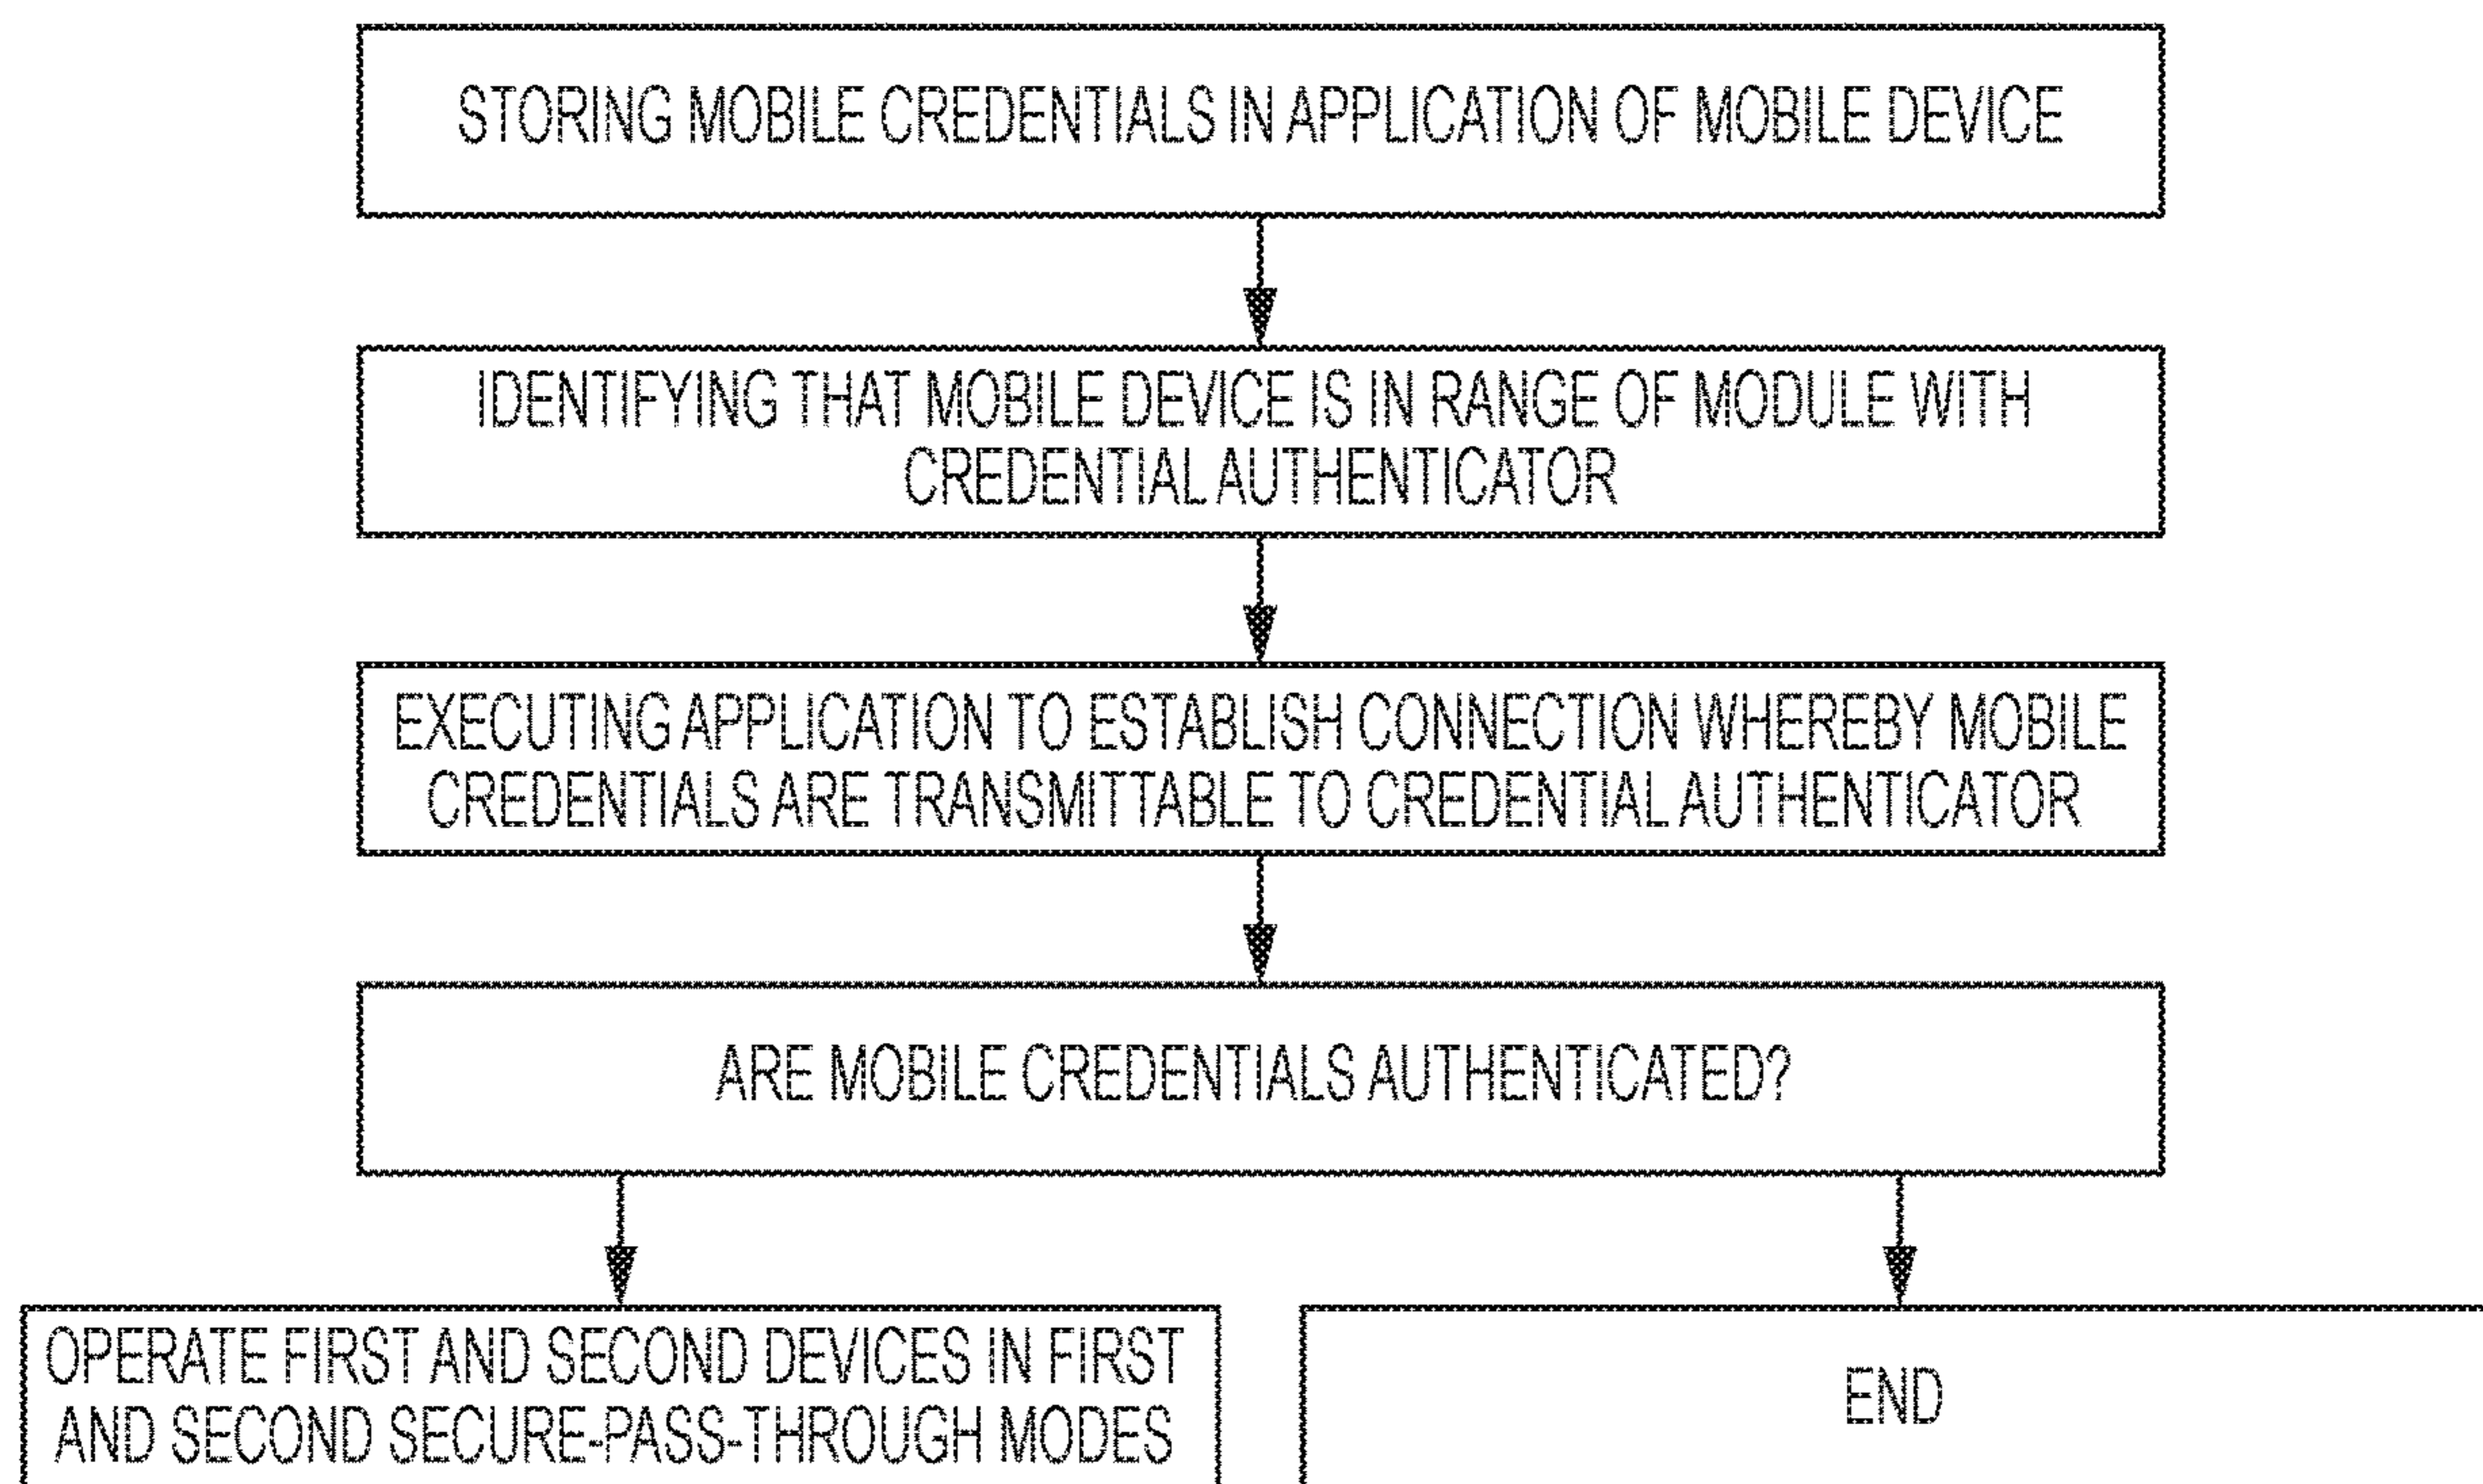 STORING MOBILE CREDENTIALS IN APPLICATION OF MOBILE DEVICE
IDENTIFYING THAT MOBILE DEVICE IS IN RANGE OF MODULE WITH
CREDENTIAL AUTHENTICATOR
EXECUTING APPLICATION TO ESTABLISH CONNECTION WHEREBY MOBILE
CREDENTIALS ARE TRANSMITTABLE TO CREDENTIAL AUTHENTICATOR
ARE MOBILE CREDENTIALS AUTHENTICATED?
OPERATE FIRST AND SECOND DEVICES IN FIRST
AND SECOND SECURE-PASS-THROUGH MODES
END